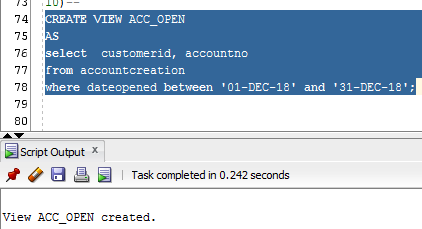 73 10)--
74 CREATE VIEW ACC_OPEN
75 AS
76 select customerid, accountno
77 from accountcreation
78 where dateopened between '01-DEC-18' and '31-DEC-18';
79
80
Script Output x
Task completed in 0.242 seconds
View ACC_OPEN created.